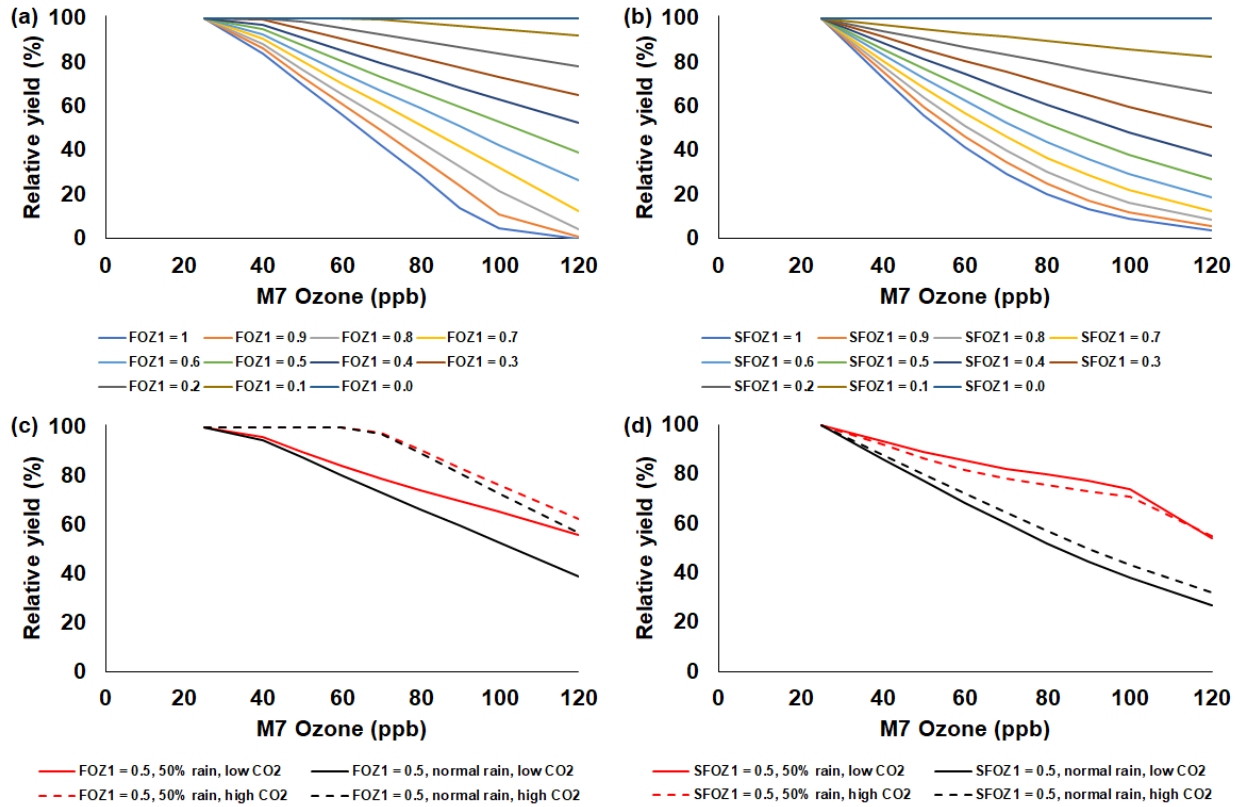 (a)
100
80
60
40
20
0
Relative yield (%)
0 20 40 60 80 100 120
M7 Ozone (ppb)
FOZ1 = 1 FOZ1 = 0.9 FOZ1 = 0.8 FOZ1 = 0.7
FOZ1 = 0.6 FOZ1 = 0.5 FOZ1 = 0.4 FOZ1 = 0.3
FOZ1 = 0.2 FOZ1 = 0.1 FOZ1 = 0.0
(b)
100
80
60
40
20
0
Relative yield (%)
0 20 40 60 80 100 120
M7 Ozone (ppb)
SFOZ1 = 1 SFOZ1 = 0.9 SFOZ1 = 0.8 SFOZ1 = 0.7
SFOZ1 = 0.6 SFOZ1 = 0.5 SFOZ1 = 0.4 SFOZ1 = 0.3
SFOZ1 = 0.2 SFOZ1 = 0.1 SFOZ1 = 0.0
(c)
100
80
60
40
20
0
Relative yield (%)
0 20 40 60 80 100 120
M7 Ozone (ppb)
FOZ1 = 0.5, 50% rain, low CO2 FOZ1 = 0.5, normal rain, low CO2
FOZ1 = 0.5, 50% rain, high CO2 FOZ1 = 0.5, normal rain, high CO2
(d)
100
80
60
40
20
0
Relative yield (%)
0 20 40 60 80 100 120
M7 Ozone (ppb)
SFOZ1 = 0.5, 50% rain, low CO2 SFOZ1 = 0.5, normal rain, low CO2
SFOZ1 = 0.5, 50% rain, high CO2 SFOZ1 = 0.5, normal rain, high CO2